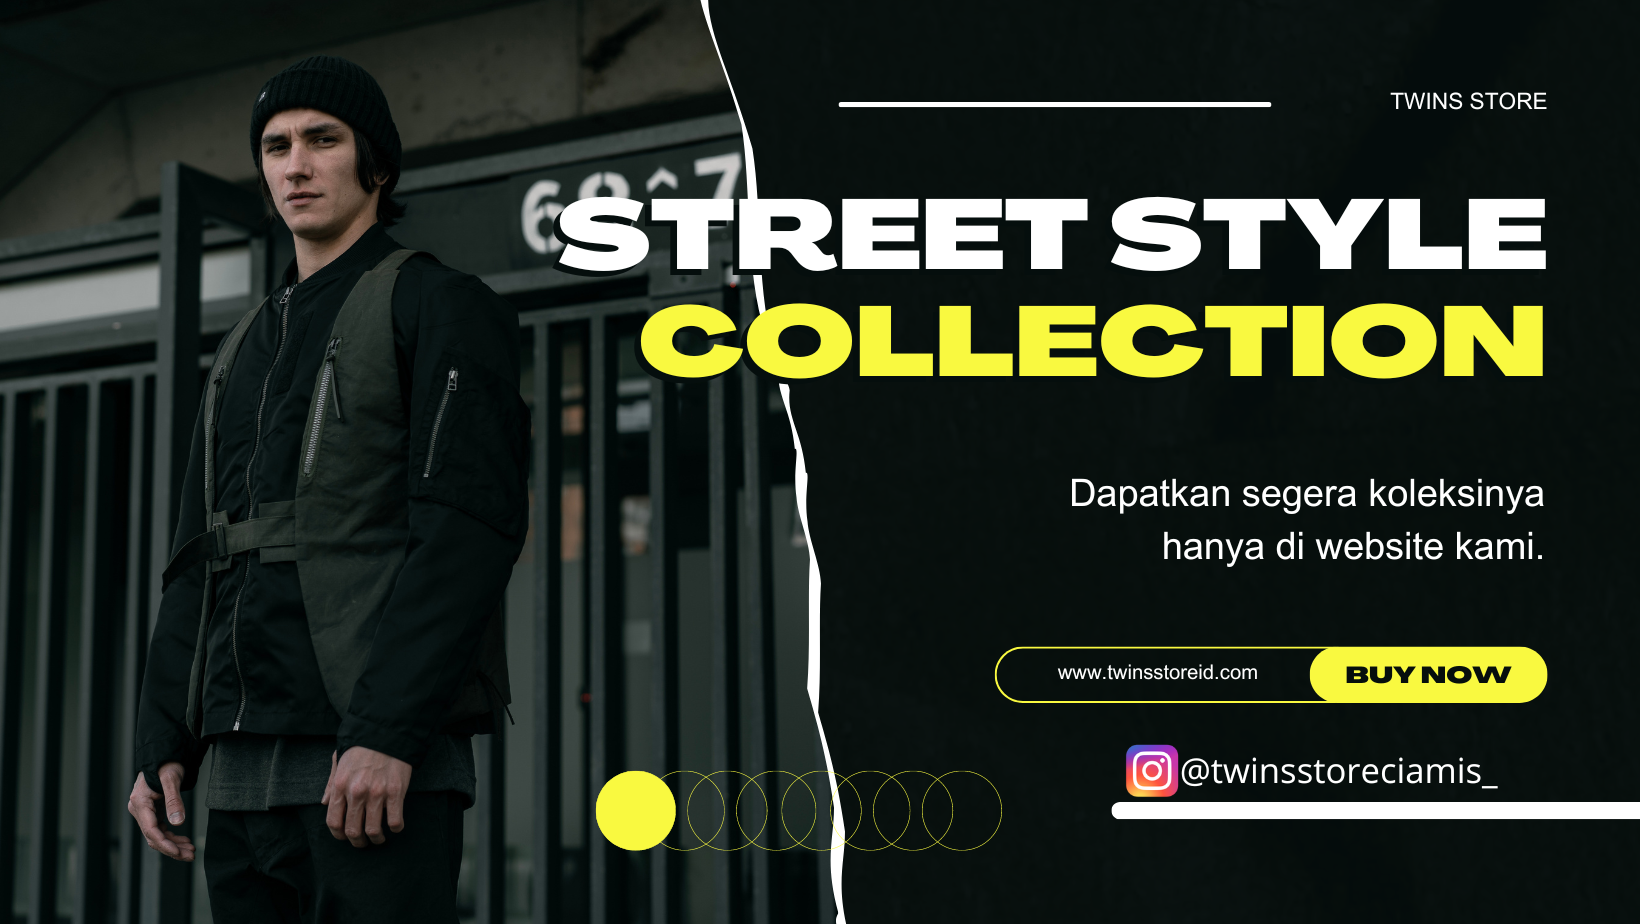 TWINS STORE
STREET STYLE
COLLECTION
Dapatkan segera koleksinya
hanya di website kami.
www.twinsstoreid.com
BUY NOW
@twinsstoreciamis_